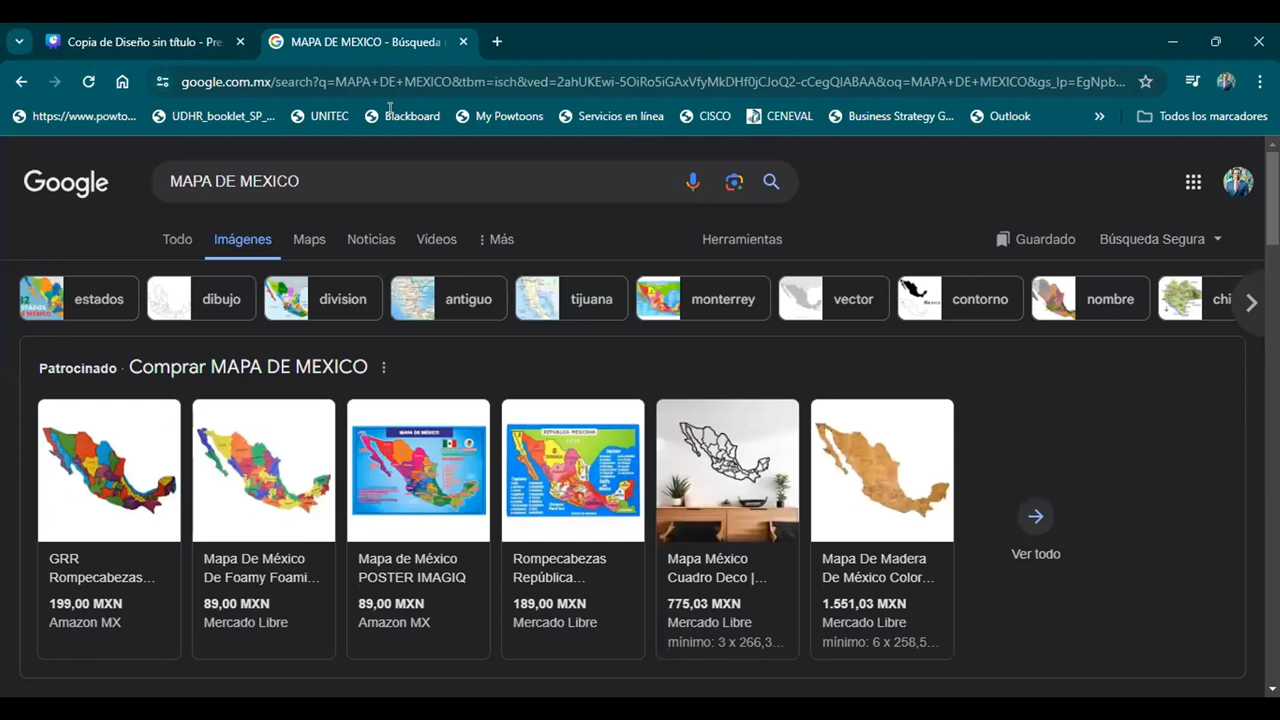 Copia de Diseño sin título - Pre
MAPA DE MEXICO - Búsqueda
google.com.mx/search?q=MAPA+DE+MEXICO&tbm=isch&ved=2ahUKEwi-5OiRo5iGAxVfyMkDHf0jCJoQ2-cCegQIABAA&oq=MAPA+DE+MEXICO&gs_lp=EgNpb...
https://www.powto...
UDHR_booklet_SP_...
UNITEC
Blackboard
My Powtoons
Servicios en línea
CISCO
CENEVAL
Business Strategy G...
Outlook
Todos los marcadores
Google
MAPA DE MEXICO
Todo
Imágenes
Maps
Noticias
Vídeos
Más
Herramientas
Guardado
Búsqueda Segura
estados
dibujo
division
antiguo
tijuana
monterrey
vector
contorno
nombre
chi
Patrocinado · Comprar MAPA DE MEXICO
GRR
Rompecabezas...
199,00 MXN
Amazon MX
Mapa De México
De Foamy Foami...
89,00 MXN
Mercado Libre
MAPA DE MÉXICO
Mapa de México
POSTER IMAGIQ
89,00 MXN
Amazon MX
REPUBLICA MEXICANA
Rompecabezas
República...
189,00 MXN
Mercado Libre
Mapa México
Cuadro Deco |...
775,03 MXN
Mercado Libre
mínimo: 3 x 266,3...
Mapa De Madera
De México Color...
1.551,03 MXN
Mercado Libre
mínimo: 6 x 258,5...
Ver todo